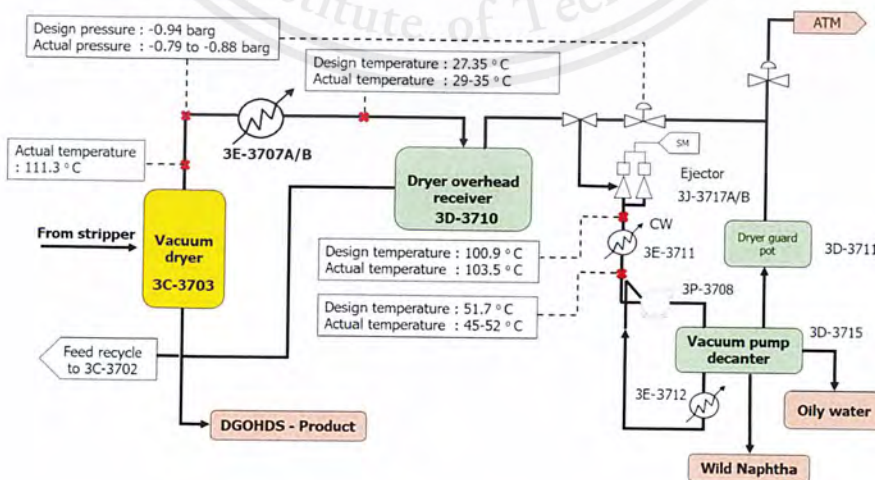 itute of Tech
Design pressure : -0.94 barg
Actual pressure : -0.79 to -0.88 barg
ATM
Design temperature : 27.35 °C
Actual temperature : 29-35 °C
3E-3707A/B
Actual temperature
: 111.3 °C
SM
Dryer overhead
receiver
3D-3710
Ejector
3J-3717A/B
From stripper
Vacuum
dryer
3C-3703
CW
3E-3711
Design temperature : 100.9 °C
Actual temperature : 103.5 °C
Dryer guard
pot
3D-3711
Design temperature : 51.7 °C
Actual temperature : 45-52 °C
3P-3708
Feed recycle
to 3C-3702
Vacuum pump
decanter
3D-3715
3E-3712
DGOHDS - Product
Oily water
Wild Naphtha